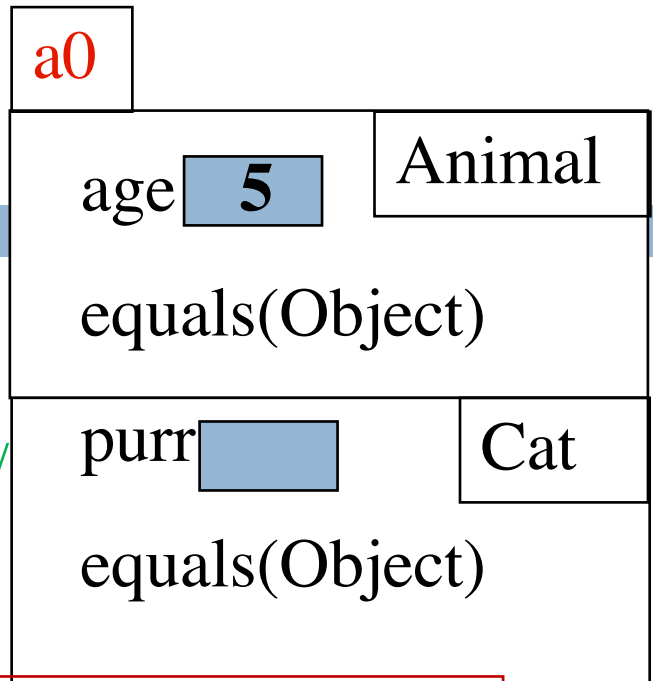 a0
Animal
age 5
equals(Object)
purr
Cat
equals(Object)